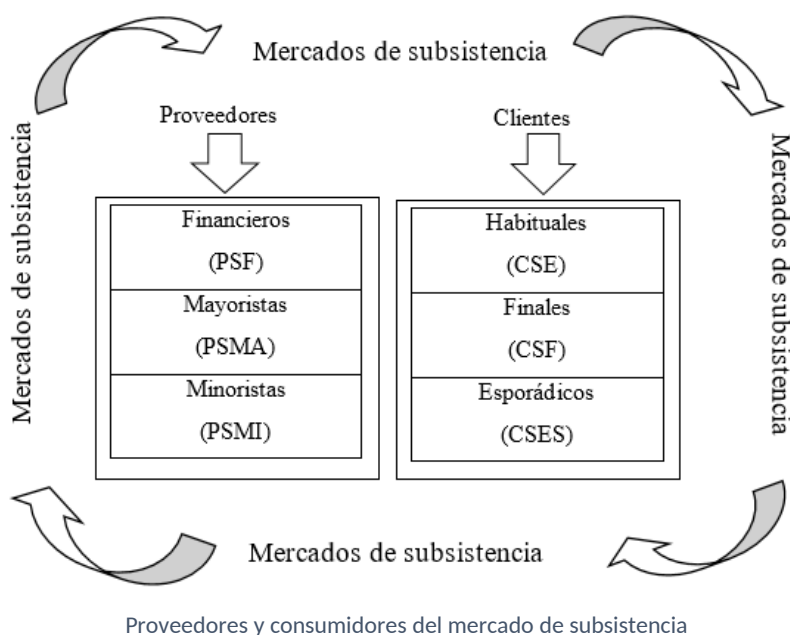 Mercados de subsistencia
Proveedores
Clientes
Mercados de subsistencia
Mercados de subsistencia
Financieros
(PSF)
Mayoristas
(PSMA)
Minoristas
(PSMI)
Habituales
(CSE)
Finales
(CSF)
Esporádicos
(CSES)
Mercados de subsistencia
Proveedores y consumidores del mercado de subsistencia